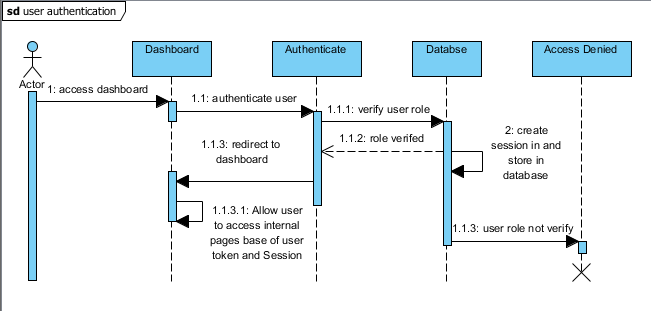 sd user authentication
Dashboard
Authenticate
Databse
Access Denied
Actor
1: access dashboard
1.1: authenticate user
1.1.1: verify user role
1.1.2: role verifed
2: create
session in and
store in
database
1.1.3: redirect to
dashboard
1.1.3.1: Allow user
to access internal
pages base of user
token and Session
1.1.3: user role not verify